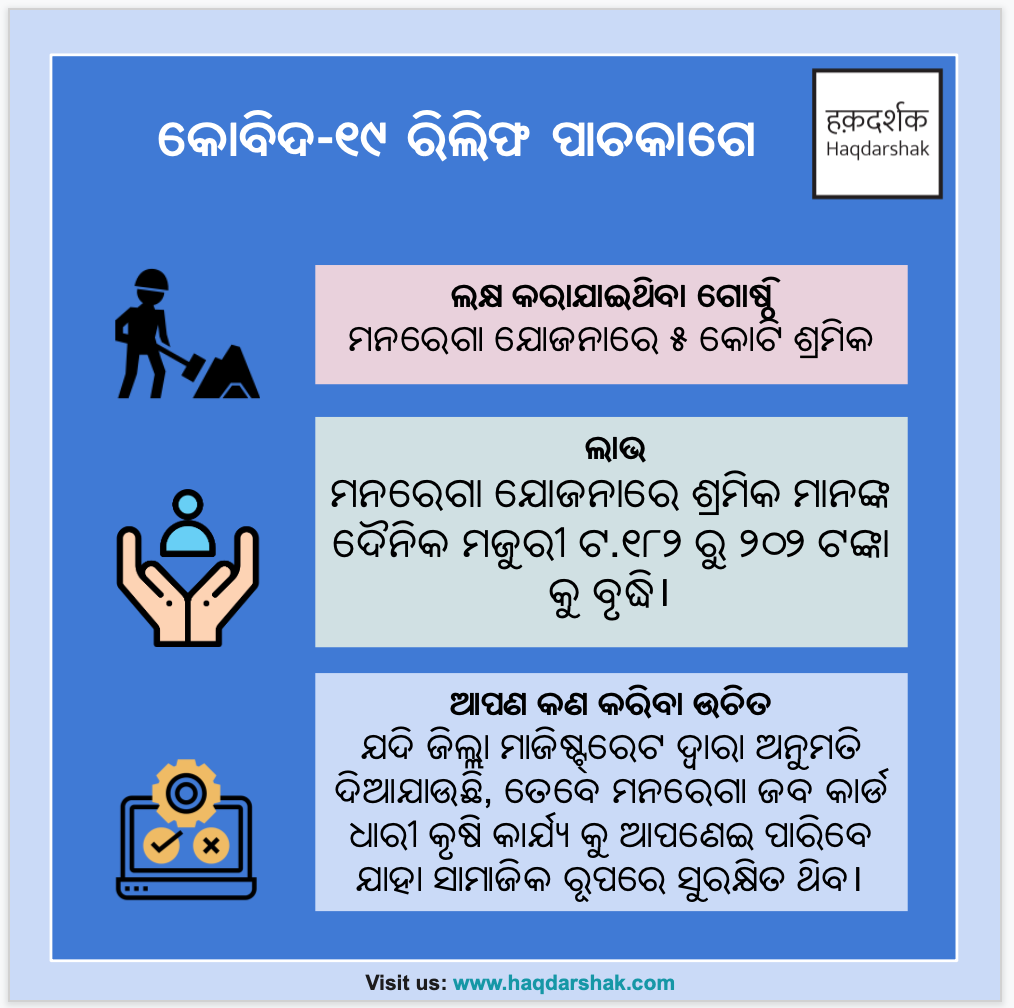 କୋବିଦ-୧୯ ରିଲିଫ ପାଚକାଗେ
हक़दर्शक
Haqdarshak
ଲକ୍ଷ କରାଯାଇଥିବା ଗୋଷ୍ଠି
ମନରେଗା ଯୋଜନାରେ ୫ କୋଟି ଶ୍ରମିକ
ଲାଭ
ମନରେଗା ଯୋଜନାରେ ଶ୍ରମିକ ମାନଙ୍କ
ଦୈନିକ ମଜୁରୀ ଟ.୧୮୨ ରୁ ୨୦୨ ଟଙ୍କା
କୁ ବୃଦ୍ଧି।
ଆପଣ କଣ କରିବା ଉଚିତ
ଯଦି ଜିଲ୍ଲା ମାଜିଷ୍ଟ୍ରେଟ ଦ୍ୱାରା ଅନୁମତି
ଦିଆଯାଉଛି, ତେବେ ମନରେଗା ଜବ କାର୍ଡ
ଧାରୀ କୃଷି କାର୍ଯ୍ୟ କୁ ଆପଣେଇ ପାରିବେ
ଯାହା ସାମାଜିକ ରୂପରେ ସୁରକ୍ଷିତ ଥିବ।
Visit us: www.haqdarshak.com